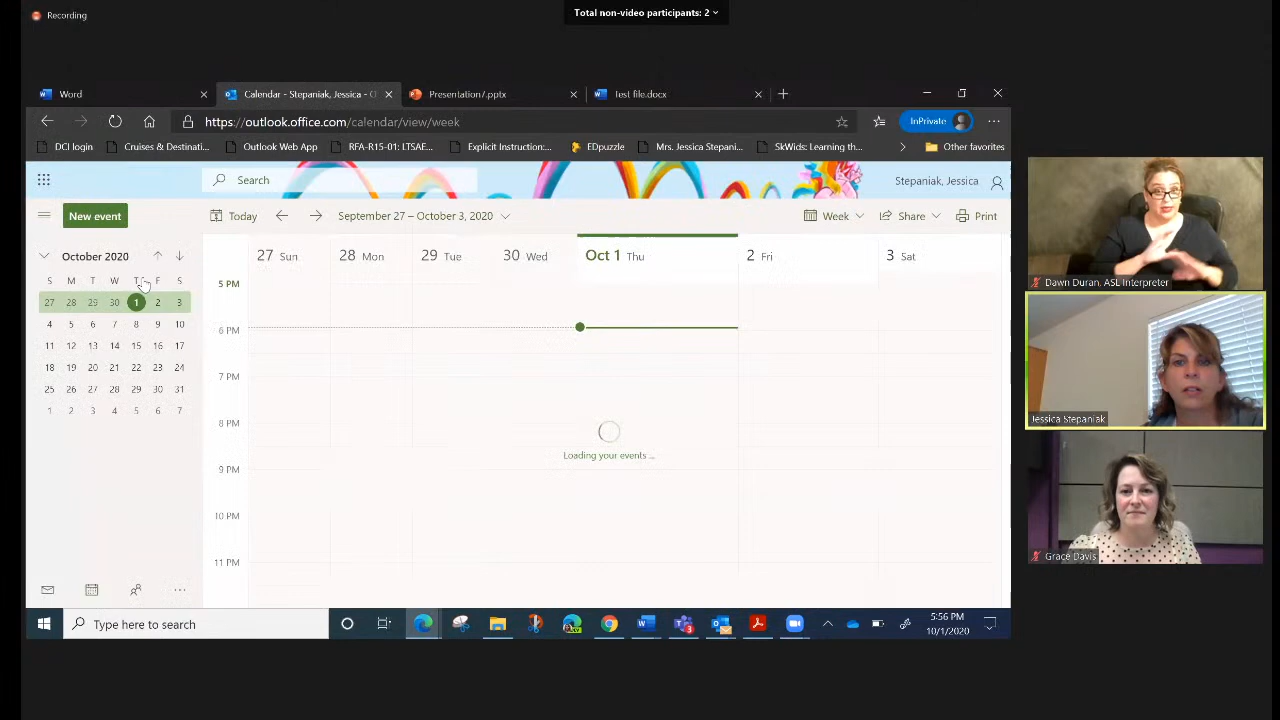 Recording
Total non-video participants: 2
Word
Calendar - Stepaniak, Jessica - O
Presentation7.pptx
Test file.docx
https://outlook.office.com/calendar/view/week
InPrivate
DCI login
Cruises & Destinati...
Outlook Web App
RFA-R15-01: LTSAE...
Explicit Instruction:...
EDpuzzle
Mrs. Jessica Stepani...
SkWids: Learning th...
Other favorites
Search
Stepaniak, Jessica
New event
Today
September 27 – October 3, 2020
Week
Share
Print
October 2020
S M T W T F S
27 28 29 30 1 2 3
4 5 6 7 8 9 10
11 12 13 14 15 16 17
18 19 20 21 22 23 24
25 26 27 28 29 30 31
1 2 3 4 5 6 7
27 Sun 28 Mon 29 Tue 30 Wed Oct 1 Thu 2 Fri 3 Sat
5 PM
6 PM
7 PM
8 PM
9 PM
10 PM
11 PM
Loading your events ...
Dawn Duran, ASL Interpreter
Jessica Stepaniak
Grace Davis
Type here to search
3
5:56 PM
10/1/2020